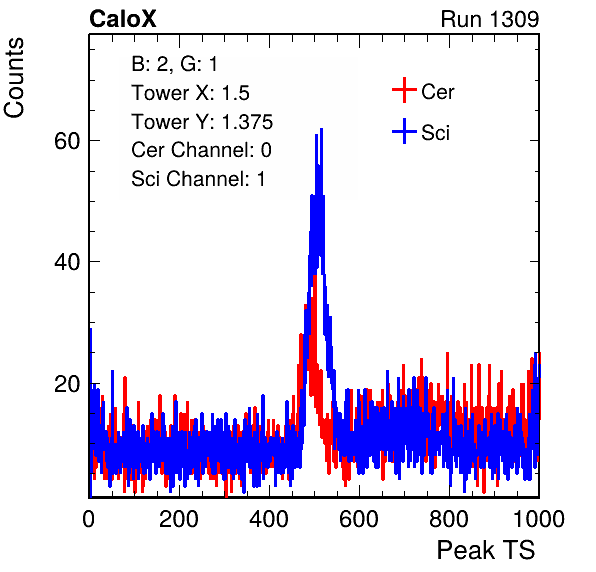 CaloX Run 1309
Counts
B: 2, G: 1
Tower X: 1.5
Tower Y: 1.375
Cer Channel: 0
Sci Channel: 1
Cer
Sci
60
40
20
0 200 400 600 800 1000
Peak TS